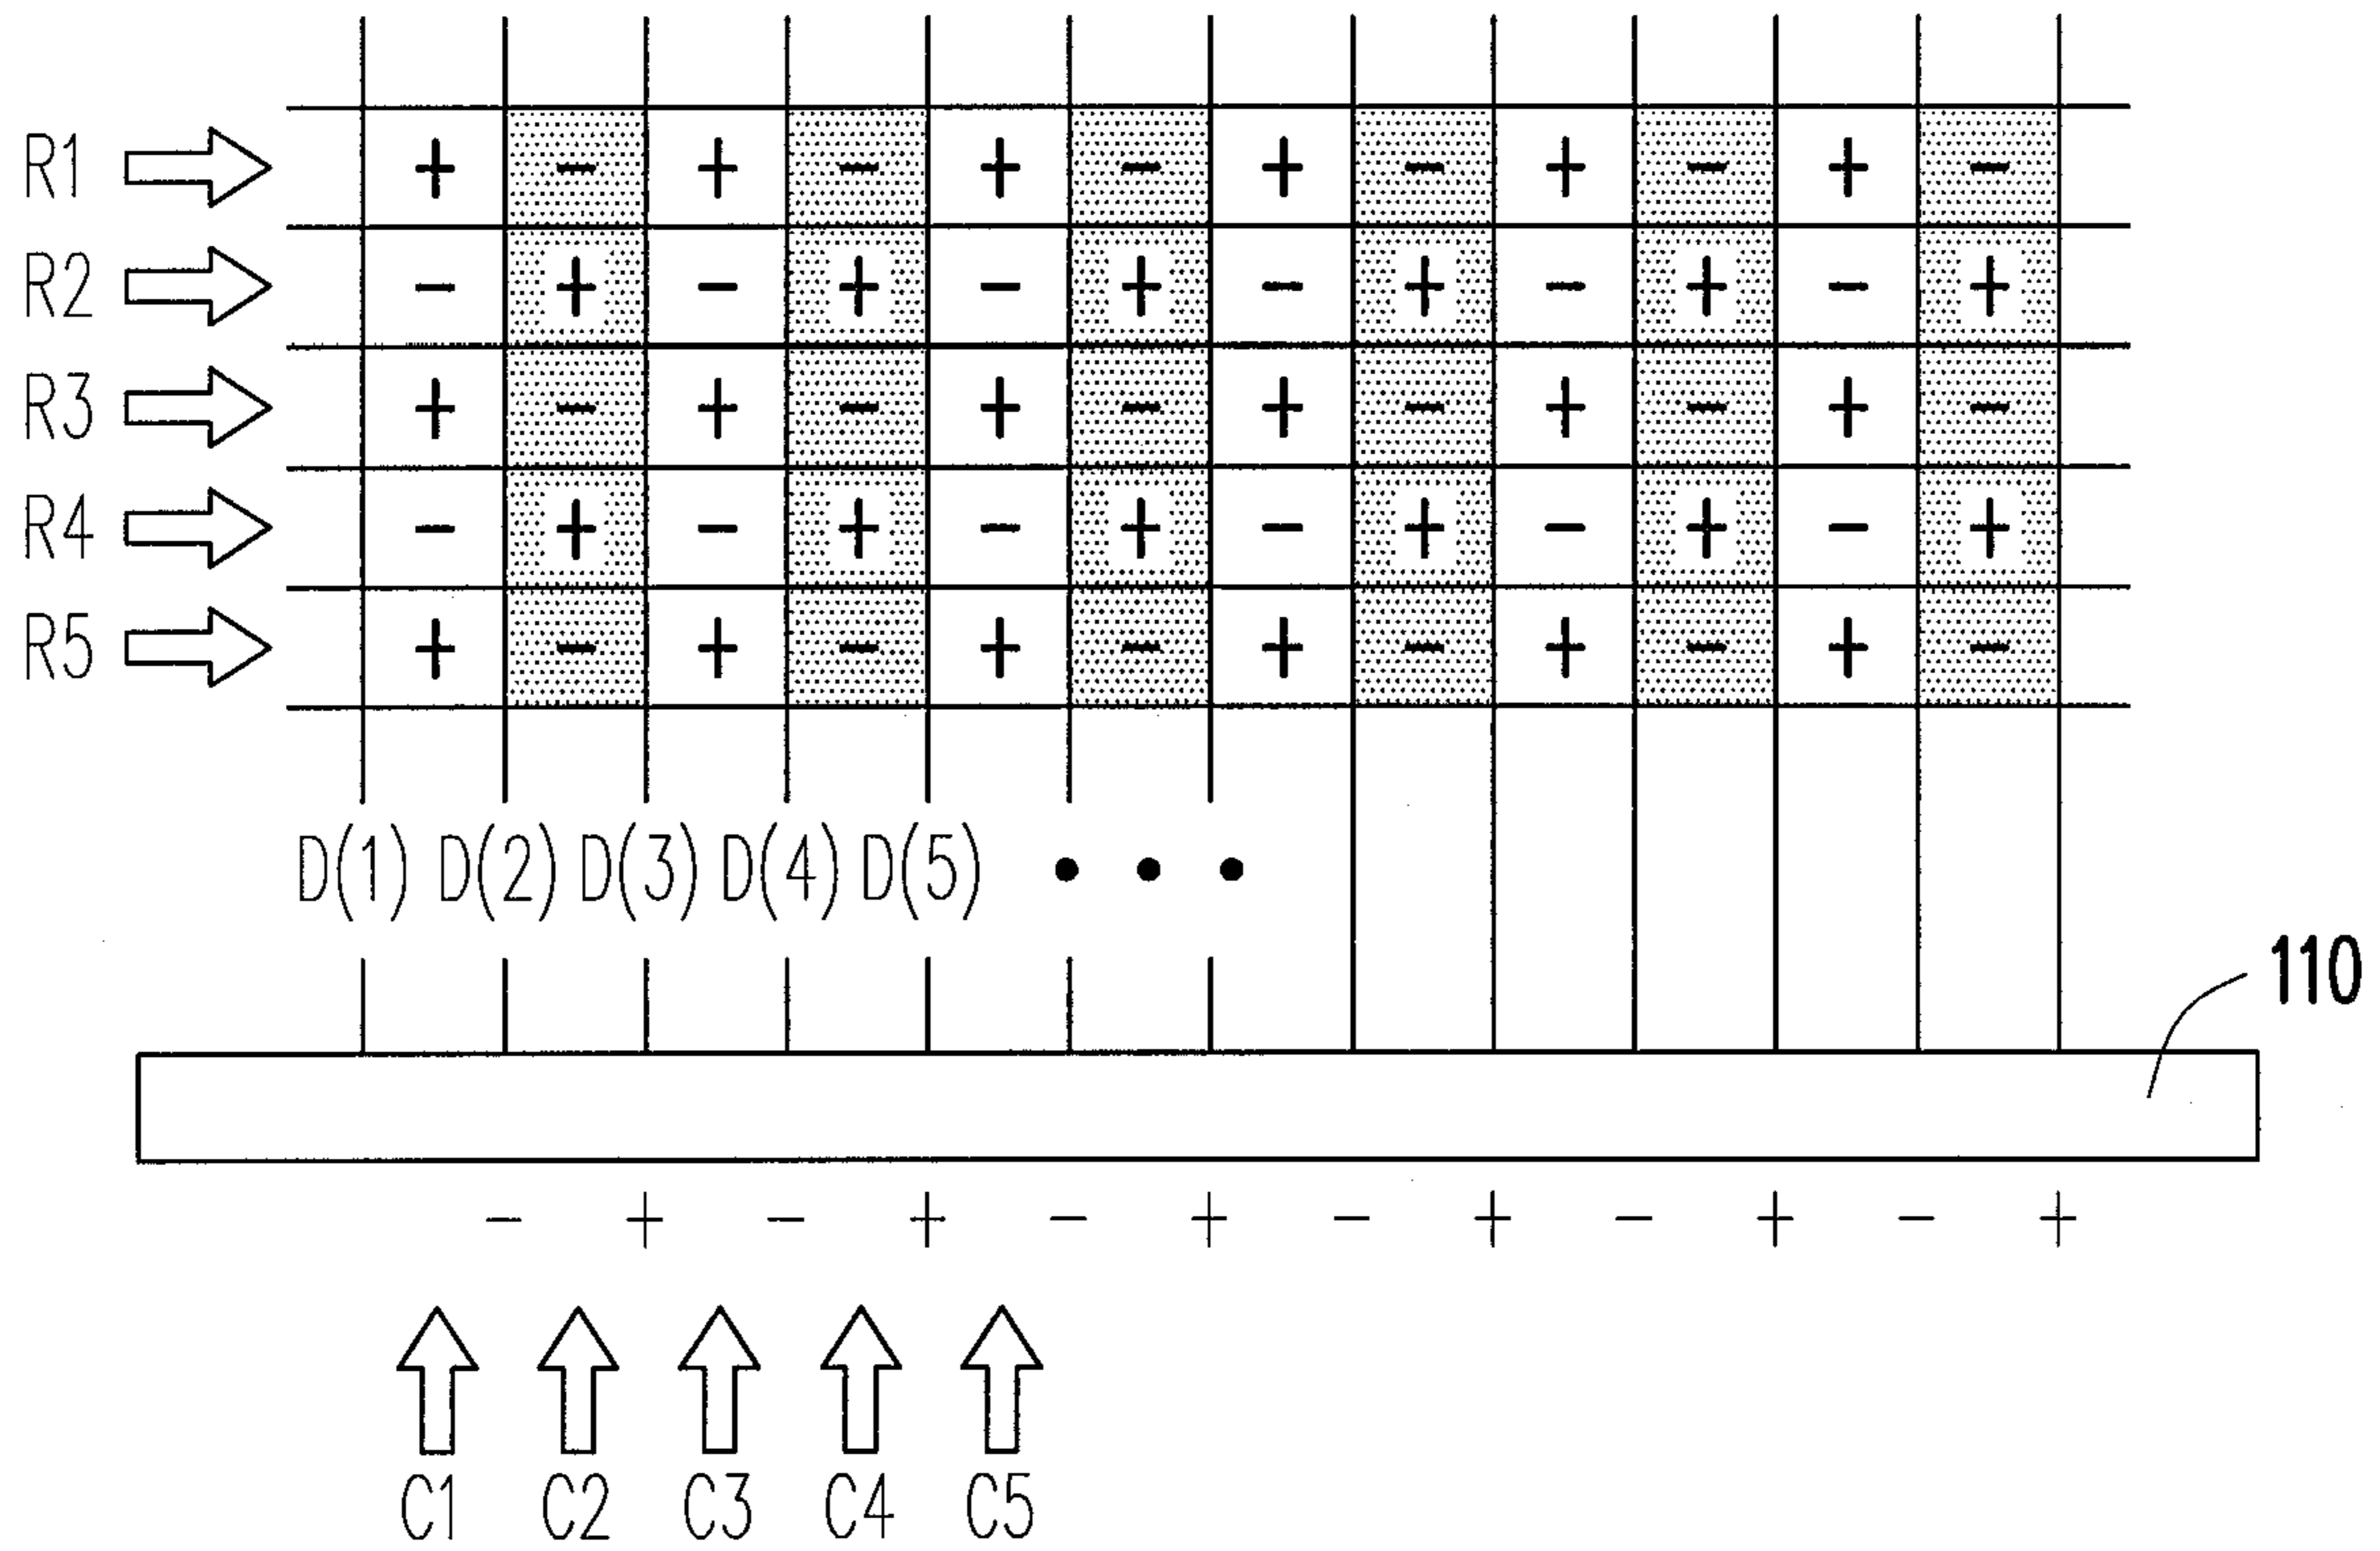 R1 + - + - + - + - + - + -
R2 - + - + - + - + - + - +
R3 + - + - + - + - + - + -
R4 - + - + - + - + - + - +
R5 + - + - + - + - + - + -
D(1) D(2) D(3) D(4) D(5) • • •
110
- + - + - + - + - + - +
C1 C2 C3 C4 C5